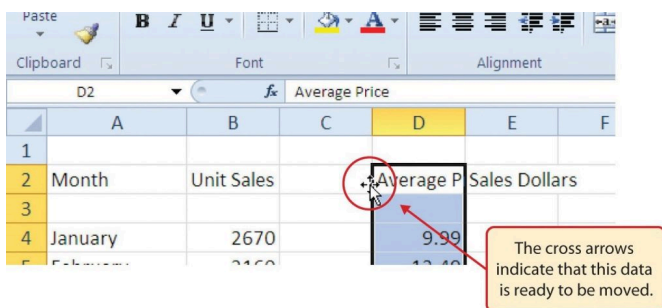 Paste
B I U A
Clipboard Font Alignment
D2 fx Average Price
A B C D E F
1
2 Month Unit Sales Average P Sales Dollars
3
4 January 2670 9.99
The cross arrows
indicate that this data
is ready to be moved.